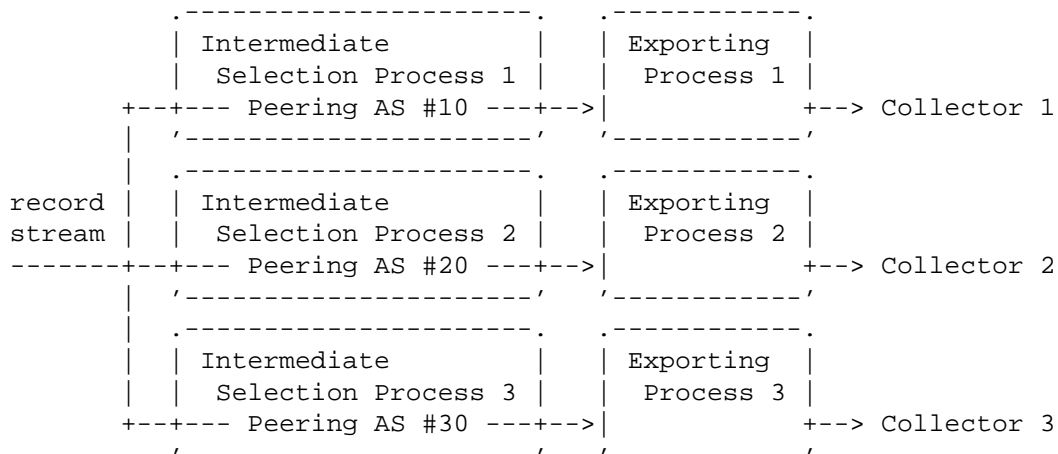 .----------------------.   .------------.
     | Intermediate         |   | Exporting  |
     |  Selection Process 1 |   |  Process 1 |
  +--+--- Peering AS #10 ---+-->|            +--> Collector 1
  |  '----------------------'   '------------'
  |
  |  .----------------------.   .------------.
record |  | Intermediate         |   | Exporting  |
stream |  |  Selection Process 2 |   |  Process 2 |
-------+--+--- Peering AS #20 ---+-->|            +--> Collector 2
  |  '----------------------'   '------------'
  |  .----------------------.   .------------.
  |  | Intermediate         |   | Exporting  |
  |  |  Selection Process 3 |   |  Process 3 |
  +--+--- Peering AS #30 ---+-->|            +--> Collector 3
     '                      '   '            '